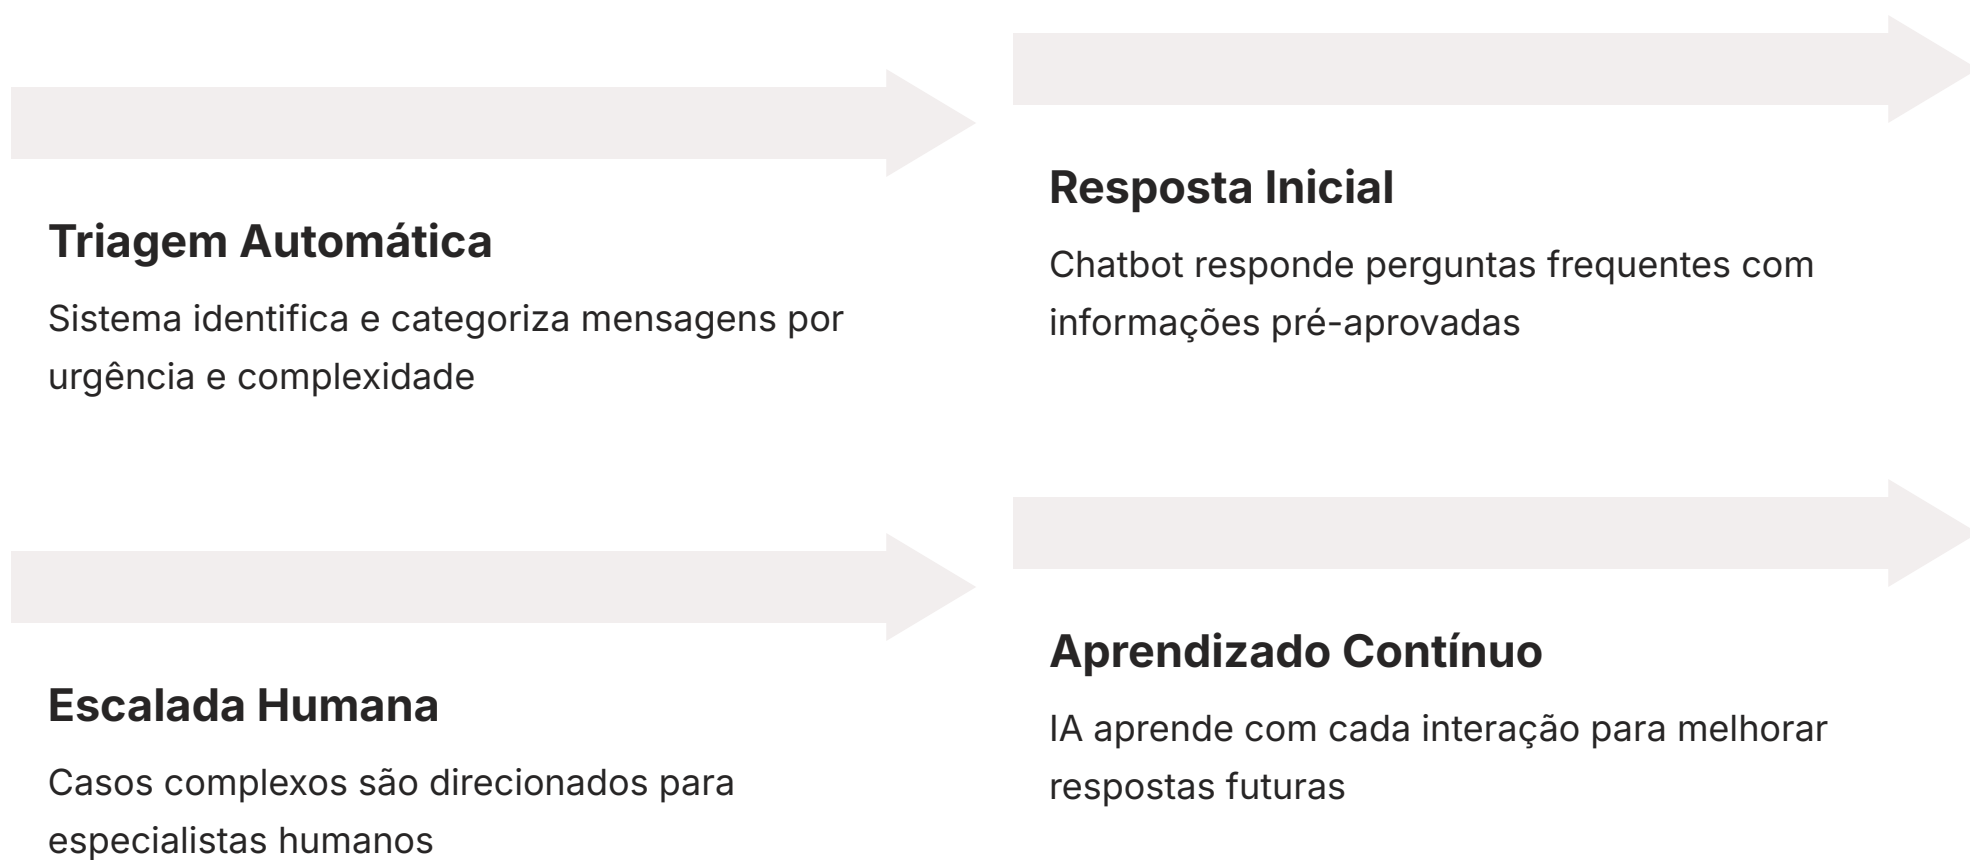 Triagem Automática
Sistema identifica e categoriza mensagens por
urgência e complexidade
Resposta Inicial
Chatbot responde perguntas frequentes com
informações pré-aprovadas
Escalada Humana
Casos complexos são direcionados para
especialistas humanos
Aprendizado Contínuo
IA aprende com cada interação para melhorar
respostas futuras